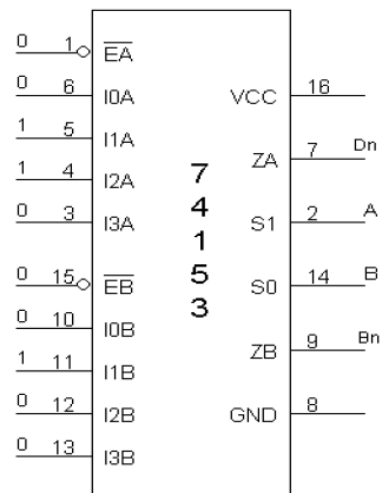 0 1 EA
0 6 I0A VCC 16
1 5 I1A ZA 7 Dn
1 4 I2A
0 3 I3A S1 2 A
0 15 EB S0 14 B
0 10 I0B
1 11 I1B ZB 9 Bn
0 12 I2B GND 8
0 13 I3B
7
4
1
5
3